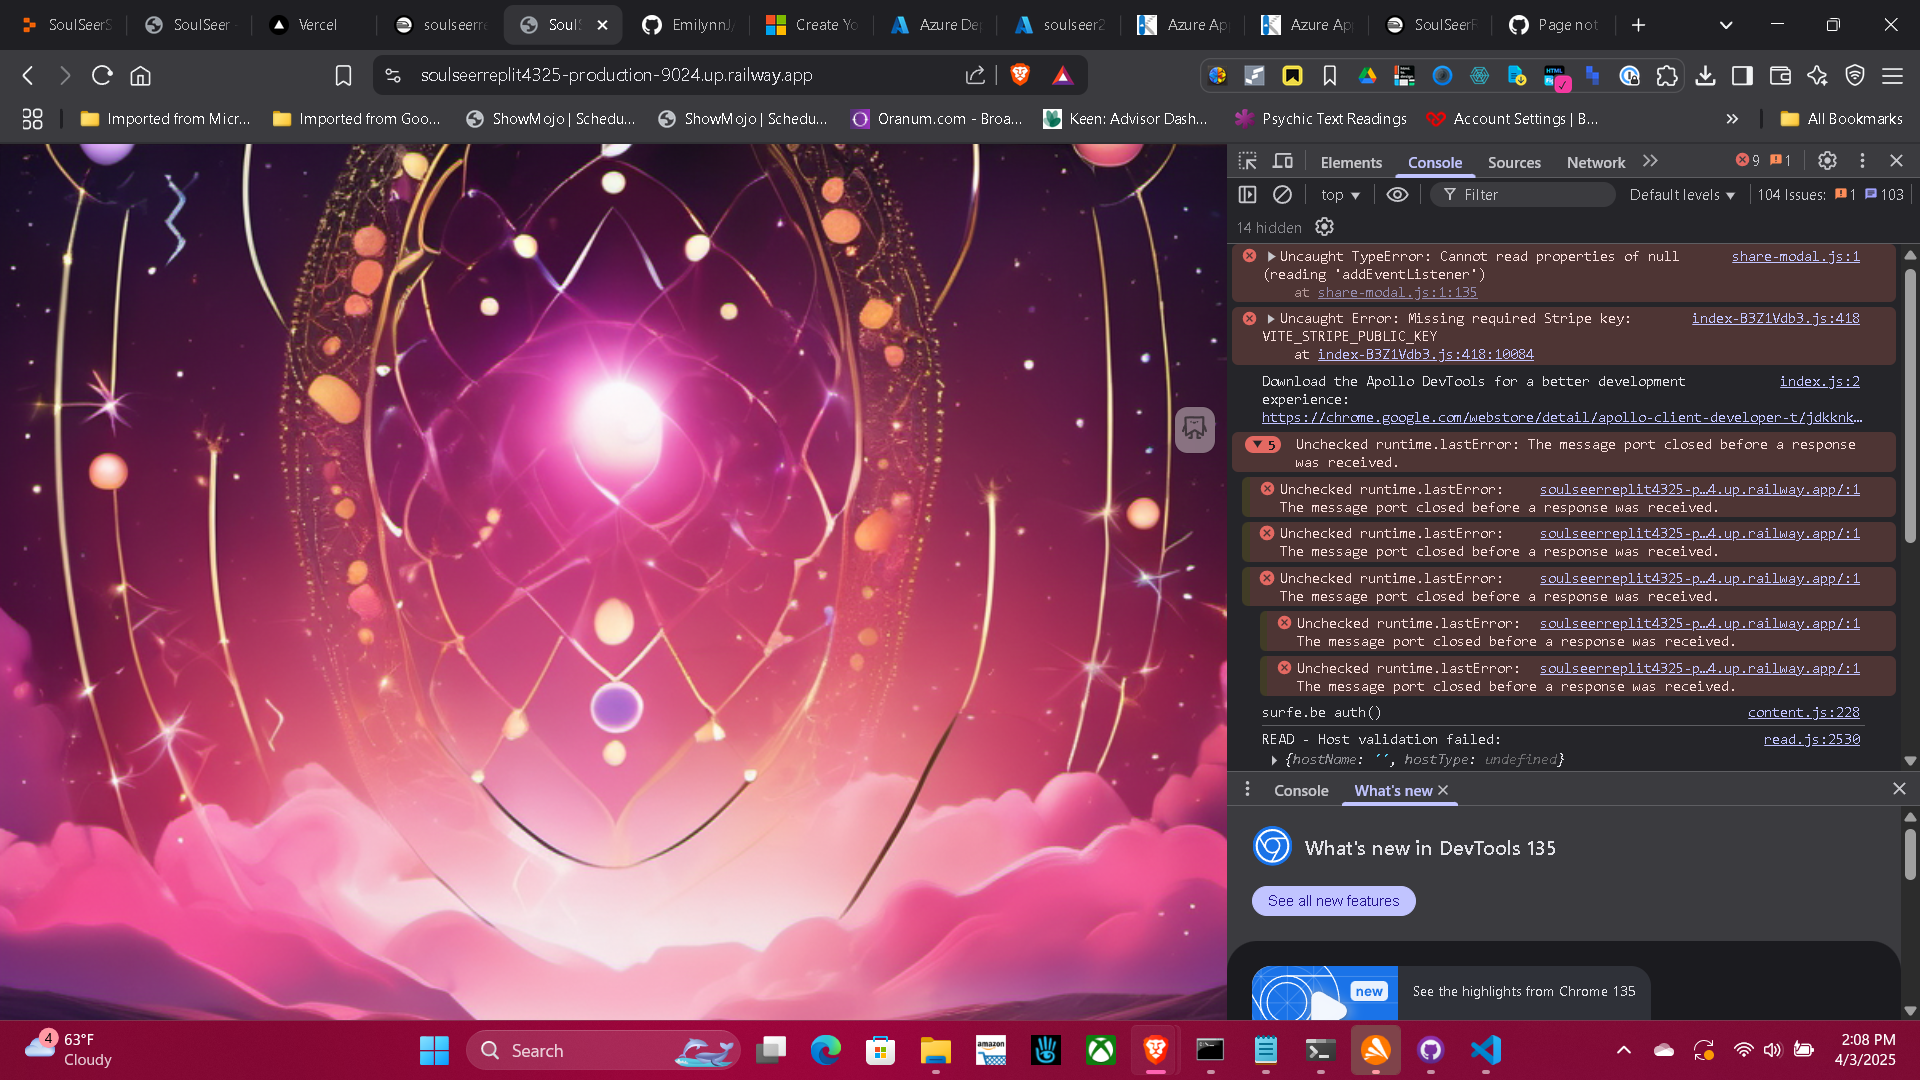 SoulSeerS
SoulSeer -
Vercel
soulseerre
SoulS
EmilynnJ/
Create Yo
Azure De
soulseer2
Azure Ap
Azure Ap
SoulSeerR
Page not
soulseerreplit4325-production-9024.up.railway.app
Imported from Micr...
Imported from Goo...
ShowMojo | Schedu...
ShowMojo | Schedu...
Oranum.com - Broa...
Keen: Advisor Dash...
Psychic Text Readings
Account Settings | B...
All Bookmarks
Elements
Console
Sources
Network
9
1
top
Filter
Default levels
104 Issues:
1
103
14 hidden
Uncaught TypeError: Cannot read properties of null share-modal.js:1
(reading 'addEventListener')
at share-modal.js:1:135
Uncaught Error: Missing required Stripe key: index-B3Z1Vdb3.js:418
VITE_STRIPE_PUBLIC_KEY
at index-B3Z1Vdb3.js:418:10084
Download the Apollo DevTools for a better development index.js:2
experience:
https://chrome.google.com/webstore/detail/apollo-client-developer-t/jdkknk…
5 Unchecked runtime.lastError: The message port closed before a response
was received.
Unchecked runtime.lastError: soulseerreplit4325-p…4.up.railway.app/:1
The message port closed before a response was received.
Unchecked runtime.lastError: soulseerreplit4325-p…4.up.railway.app/:1
The message port closed before a response was received.
Unchecked runtime.lastError: soulseerreplit4325-p…4.up.railway.app/:1
The message port closed before a response was received.
Unchecked runtime.lastError: soulseerreplit4325-p…4.up.railway.app/:1
The message port closed before a response was received.
Unchecked runtime.lastError: soulseerreplit4325-p…4.up.railway.app/:1
The message port closed before a response was received.
surfe.be auth() content.js:228
READ - Host validation failed: read.js:2530
{hostName: '', hostType: undefined}
Console
What's new
What's new in DevTools 135
See all new features
new
See the highlights from Chrome 135
4
63°F
Cloudy
Search
amazon
2:08 PM
4/3/2025